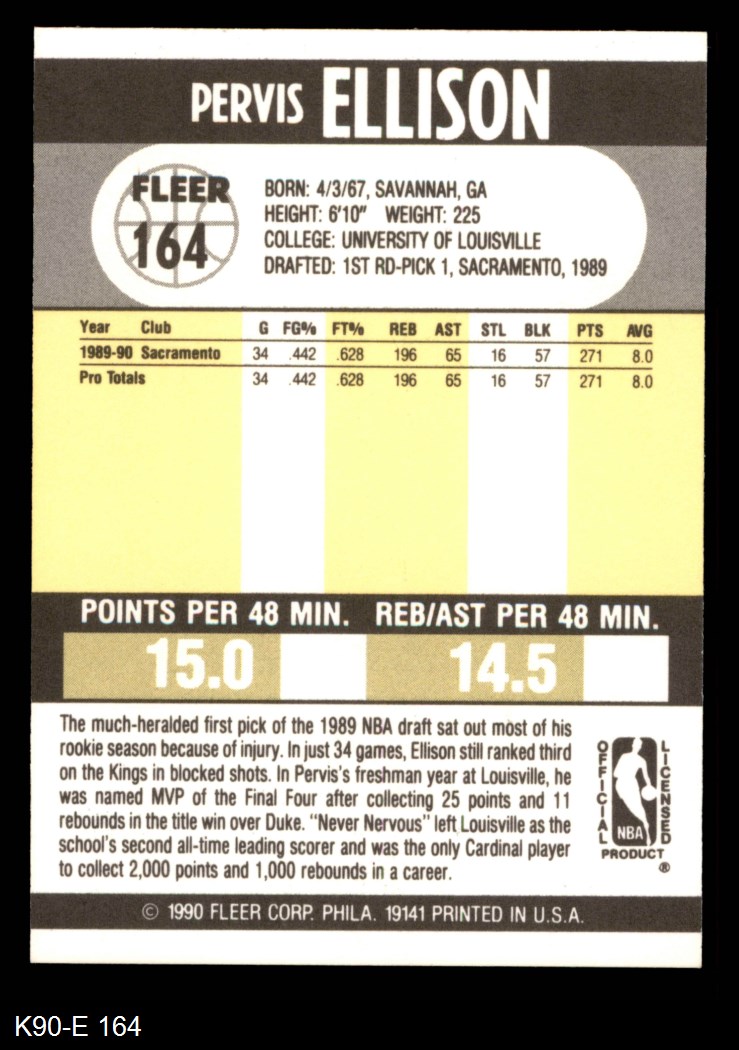 PERVIS ELLISON
FLEER
164
BORN: 4/3/67, SAVANNAH, GA
HEIGHT: 6'10" WEIGHT: 225
COLLEGE: UNIVERSITY OF LOUISVILLE
DRAFTED: 1ST RD-PICK 1, SACRAMENTO, 1989
Year Club G FG% FT% REB AST STL BLK PTS AVG
1989-90 Sacramento 34 .442 .628 196 65 16 57 271 8.0
Pro Totals 34 .442 .628 196 65 16 57 271 8.0
POINTS PER 48 MIN. REB/AST PER 48 MIN.
15.0 14.5
The much-heralded first pick of the 1989 NBA draft sat out most of his
rookie season because of injury. In just 34 games, Ellison still ranked third
on the Kings in blocked shots. In Pervis's freshman year at Louisville, he
was named MVP of the Final Four after collecting 25 points and 11
rebounds in the title win over Duke. "Never Nervous" left Louisville as the
school's second all-time leading scorer and was the only Cardinal player
to collect 2,000 points and 1,000 rebounds in a career.
OFFICIAL
LICENSED
NBA
PRODUCT
®
© 1990 FLEER CORP. PHILA. 19141 PRINTED IN U.S.A.
K90-E 164